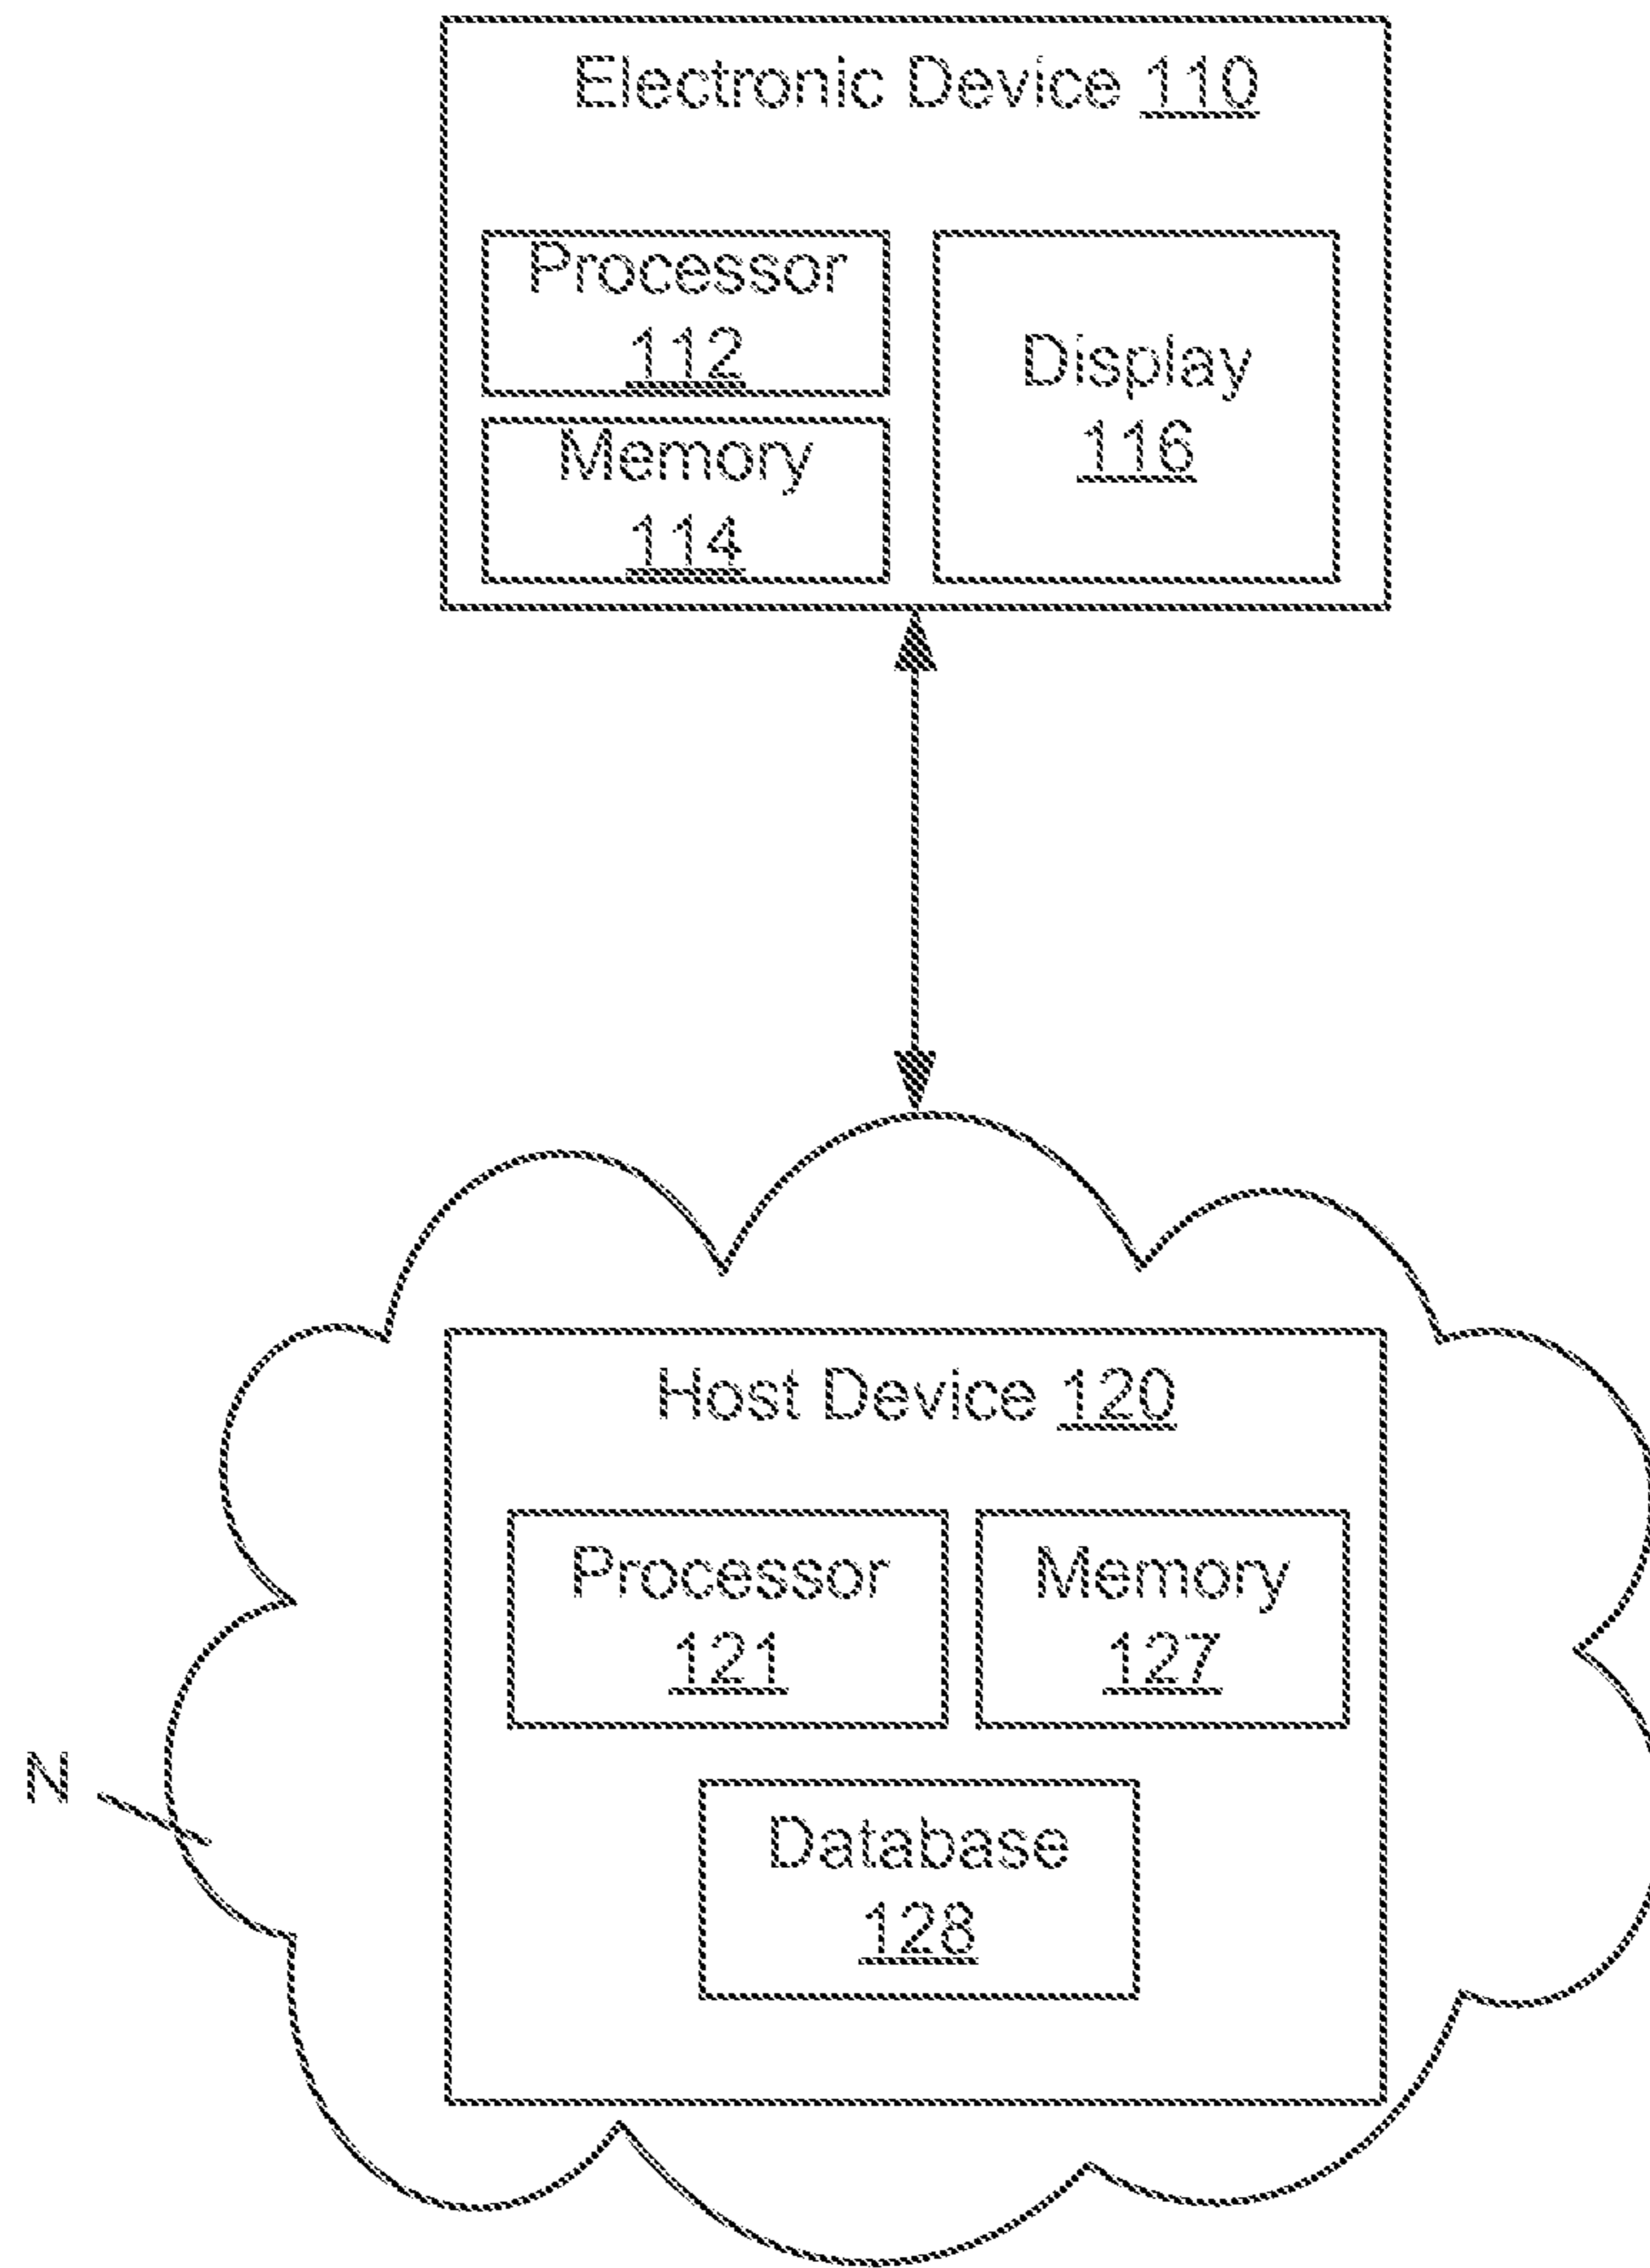 Electronic Device 110
Processor
112
Memory
114
Display
116
Host Device 120
Processor
121
Memory
127
Database
128
N